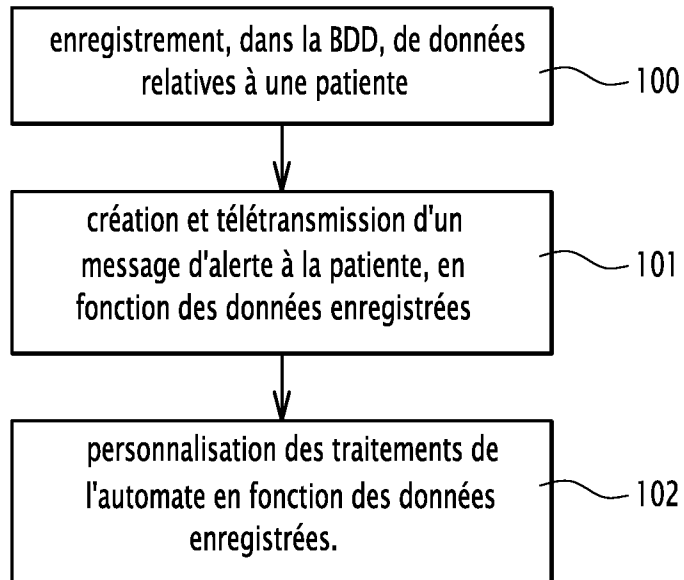 enregistrement, dans la BDD, de données
relatives à une patiente
100
création et télétransmission d'un
message d'alerte à la patiente, en
fonction des données enregistrées
101
personnalisation des traitements de
l'automate en fonction des données
enregistrées.
102